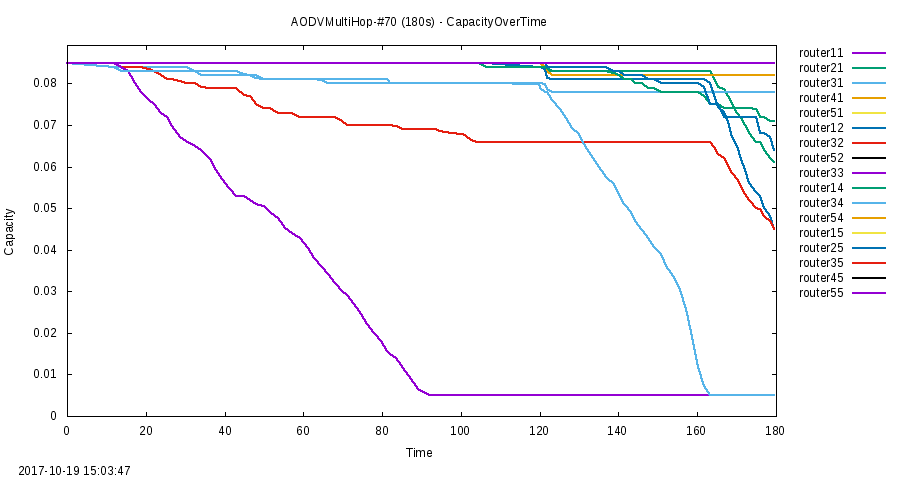 AODVMultiHop-#70 (180s) - CapacityOverTime
router11
router21
router31
router41
router51
router12
router32
router52
router33
router14
router34
router54
router15
router25
router35
router45
router55
0.08
0.07
0.06
0.05
0.04
0.03
0.02
0.01
0
Capacity
0 20 40 60 80 100 120 140 160 180
Time
2017-10-19 15:03:47